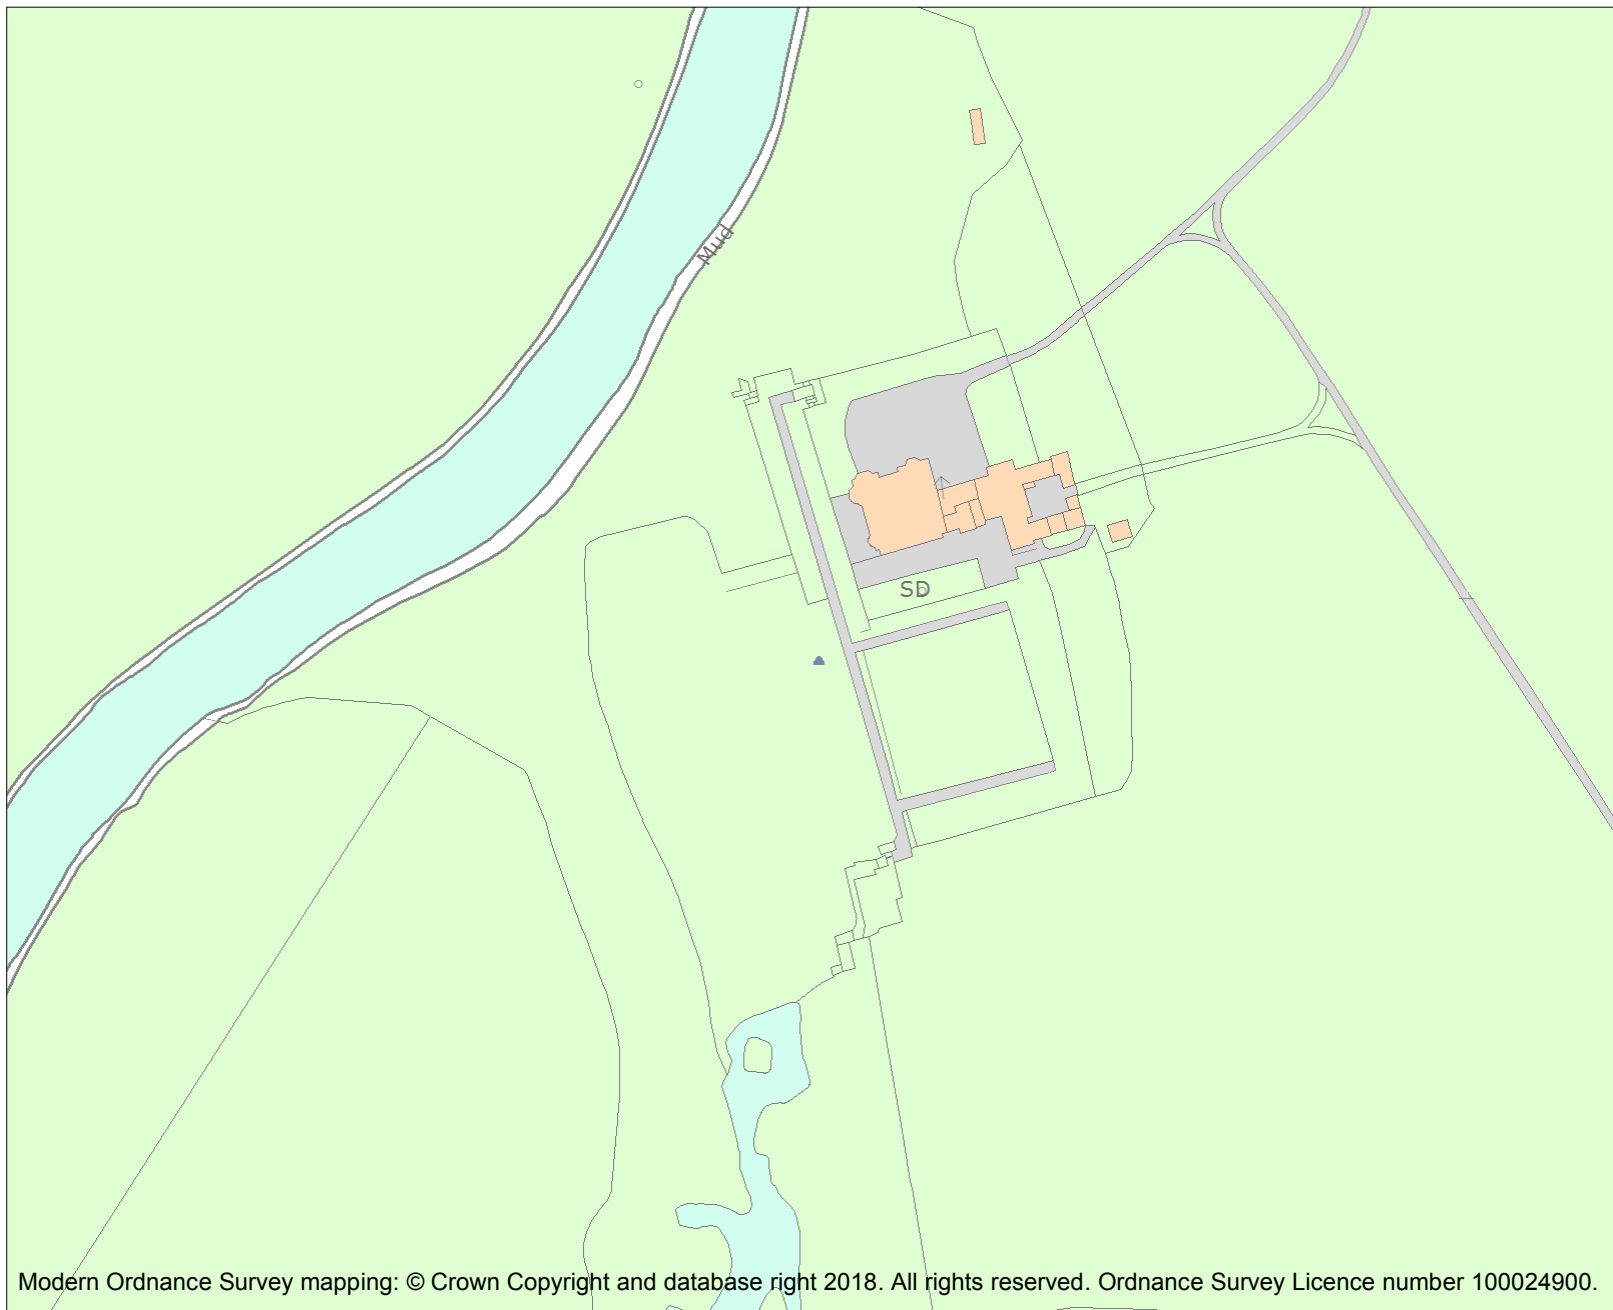 Mud
SD
Modern Ordnance Survey mapping: © Crown Copyright and database right 2018. All rights reserved. Ordnance Survey Licence number 100024900.